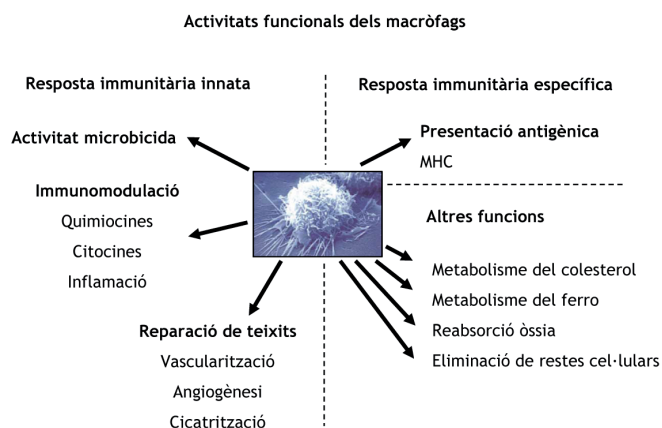 Activitats funcionals dels macròfags
Resposta immunitària innata
Resposta immunitària específica
Activitat microbicida
Presentació antigènica
MHC
Immunomodulació
Quimiocines
Citocines
Inflamació
Altres funcions
Metabolisme del colesterol
Metabolisme del ferro
Reabsorció òssia
Eliminació de restes cel·lulars
Reparació de teixits
Vascularització
Angiogènesi
Cicatrització